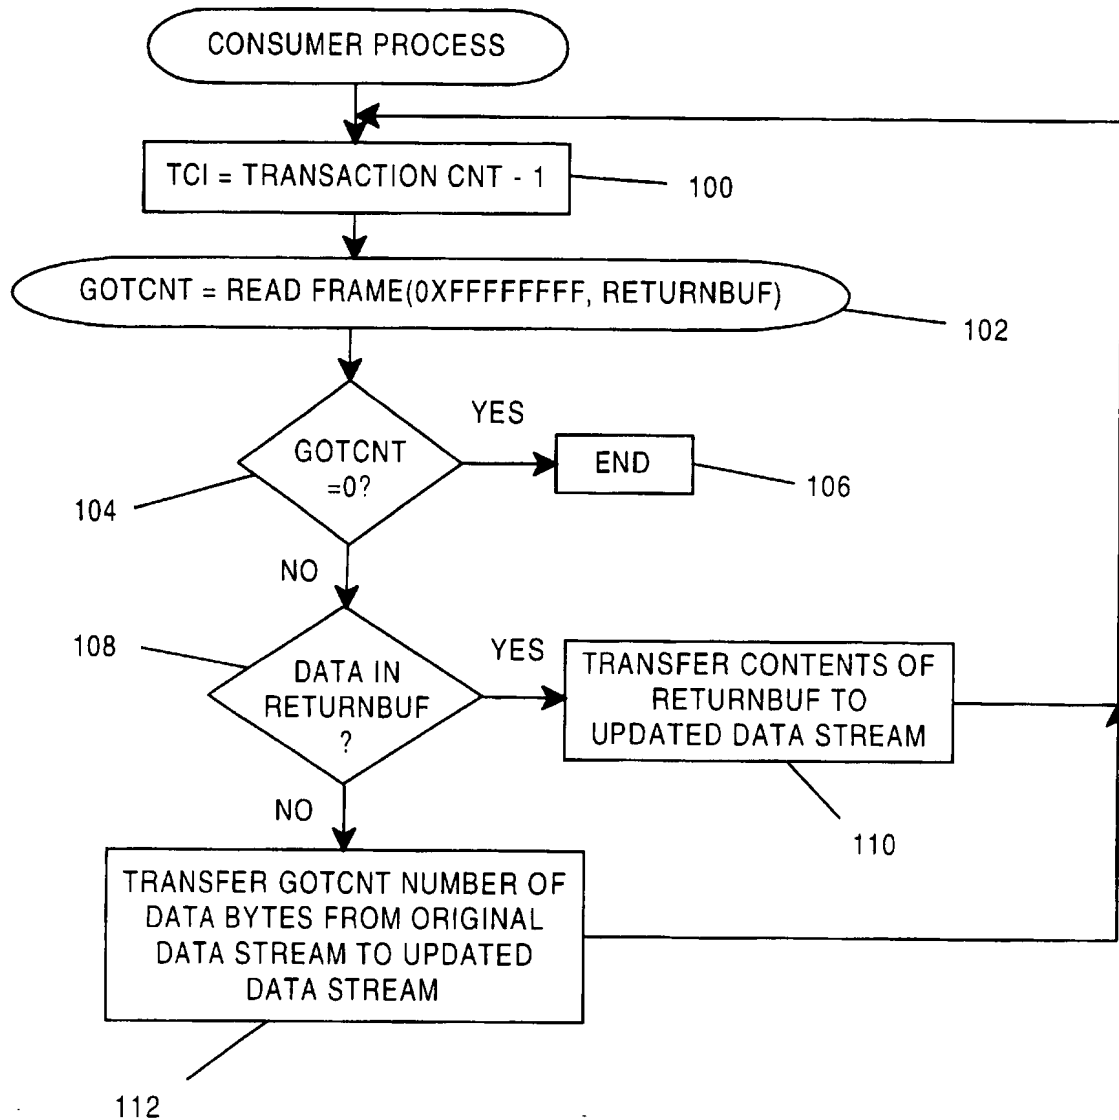 CONSUMER PROCESS
TCI = TRANSACTION CNT - 1
100
GOTCNT = READ FRAME(0XFFFFFFFF, RETURNBUF)
102
GOTCNT
=0?
YES
END
104
106
NO
108
DATA IN
RETURNBUF
?
YES
TRANSFER CONTENTS OF
RETURNBUF TO
UPDATED DATA STREAM
110
NO
TRANSFER GOTCNT NUMBER OF
DATA BYTES FROM ORIGINAL
DATA STREAM TO UPDATED
DATA STREAM
112